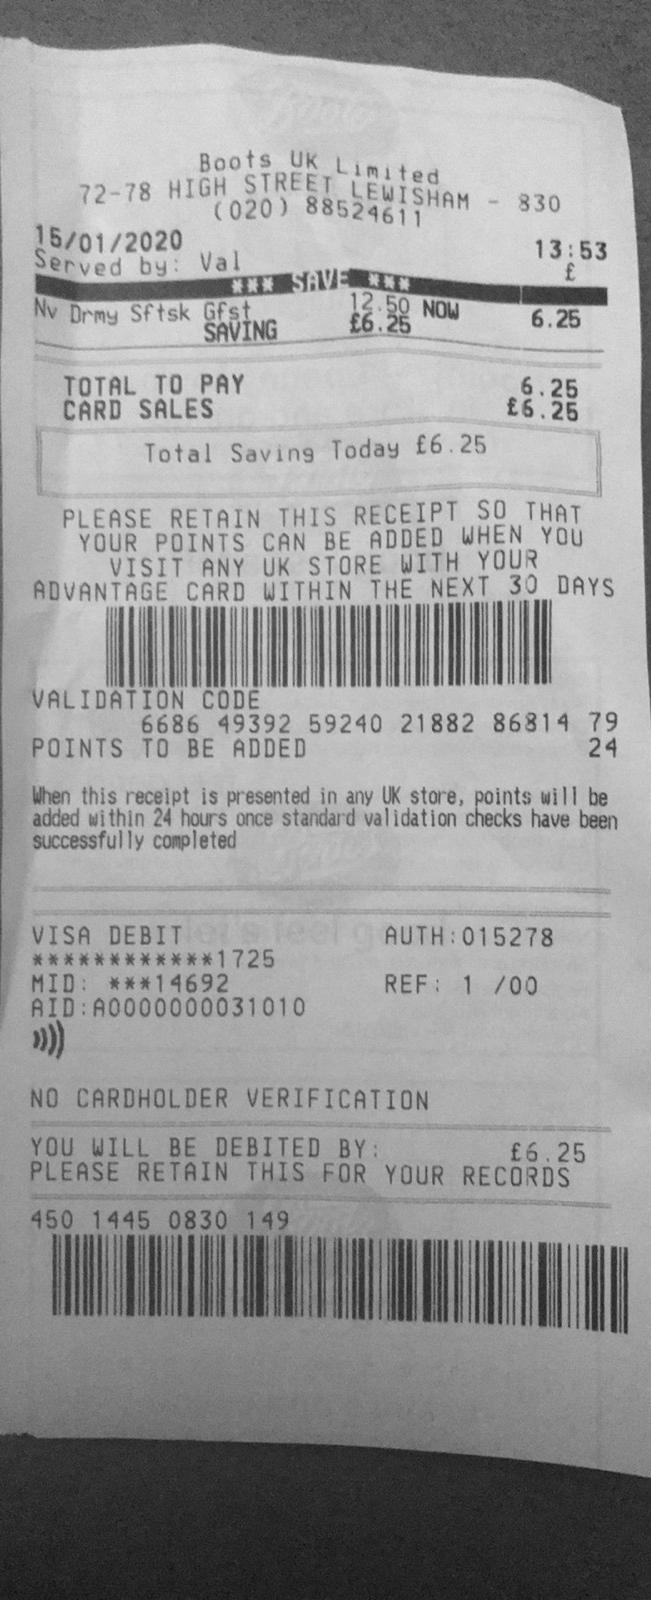 Boots UK Limited
72-78 HIGH STREET LEWISHAM - 830
(020) 88524611
15/01/2020 13:53
Served by: Val £
*** SAVE ***
Nv Drmy Sftsk Gfst 12.50 NOW 6.25
SAVING £6.25
TOTAL TO PAY 6.25
CARD SALES £6.25
Total Saving Today £6.25
PLEASE RETAIN THIS RECEIPT SO THAT
YOUR POINTS CAN BE ADDED WHEN YOU
VISIT ANY UK STORE WITH YOUR
ADVANTAGE CARD WITHIN THE NEXT 30 DAYS
VALIDATION CODE
6686 49392 59240 21882 86814 79
POINTS TO BE ADDED 24
When this receipt is presented in any UK store, points will be
added within 24 hours once standard validation checks have been
successfully completed
VISA DEBIT AUTH:015278
************1725
MID: ***14692 REF: 1 /00
AID:A0000000031010
NO CARDHOLDER VERIFICATION
YOU WILL BE DEBITED BY: £6.25
PLEASE RETAIN THIS FOR YOUR RECORDS
450 1445 0830 149